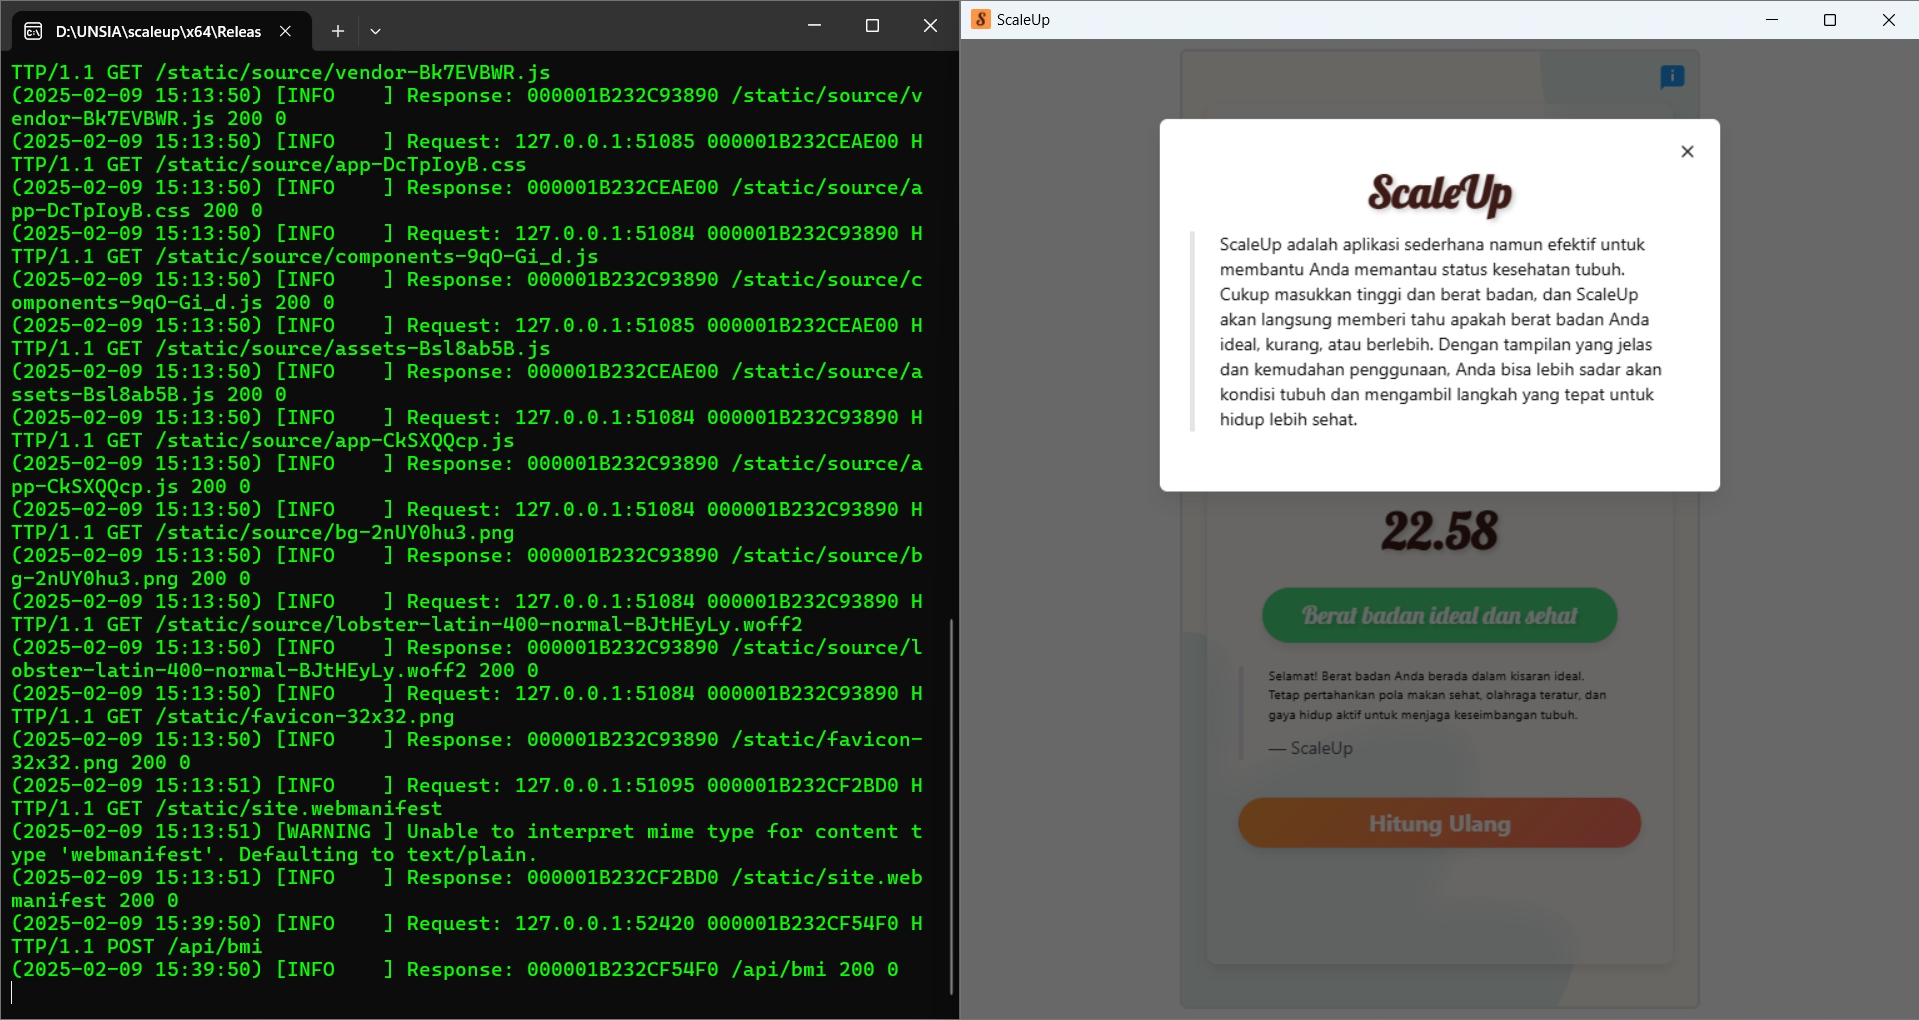 D:\UNSIA\scaleup\x64\Releas
TTP/1.1 GET /static/source/vendor-Bk7EVBWR.js
(2025-02-09 15:13:50) [INFO    ] Response: 000001B232C93890 /static/source/v
endor-Bk7EVBWR.js 200 0
(2025-02-09 15:13:50) [INFO    ] Request: 127.0.0.1:51085 000001B232CEAE00 H
TTP/1.1 GET /static/source/app-DcTpIoyB.css
(2025-02-09 15:13:50) [INFO    ] Response: 000001B232CEAE00 /static/source/a
pp-DcTpIoyB.css 200 0
(2025-02-09 15:13:50) [INFO    ] Request: 127.0.0.1:51084 000001B232C93890 H
TTP/1.1 GET /static/source/components-9qO-Gi_d.js
(2025-02-09 15:13:50) [INFO    ] Response: 000001B232C93890 /static/source/c
omponents-9qO-Gi_d.js 200 0
(2025-02-09 15:13:50) [INFO    ] Request: 127.0.0.1:51085 000001B232CEAE00 H
TTP/1.1 GET /static/source/assets-Bsl8ab5B.js
(2025-02-09 15:13:50) [INFO    ] Response: 000001B232CEAE00 /static/source/a
ssets-Bsl8ab5B.js 200 0
(2025-02-09 15:13:50) [INFO    ] Request: 127.0.0.1:51084 000001B232C93890 H
TTP/1.1 GET /static/source/app-CkSXQQcp.js
(2025-02-09 15:13:50) [INFO    ] Response: 000001B232C93890 /static/source/a
pp-CkSXQQcp.js 200 0
(2025-02-09 15:13:50) [INFO    ] Request: 127.0.0.1:51084 000001B232C93890 H
TTP/1.1 GET /static/source/bg-2nUY0hu3.png
(2025-02-09 15:13:50) [INFO    ] Response: 000001B232C93890 /static/source/b
g-2nUY0hu3.png 200 0
(2025-02-09 15:13:50) [INFO    ] Request: 127.0.0.1:51084 000001B232C93890 H
TTP/1.1 GET /static/source/lobster-latin-400-normal-BJtHEyLy.woff2
(2025-02-09 15:13:50) [INFO    ] Response: 000001B232C93890 /static/source/l
obster-latin-400-normal-BJtHEyLy.woff2 200 0
(2025-02-09 15:13:50) [INFO    ] Request: 127.0.0.1:51084 000001B232C93890 H
TTP/1.1 GET /static/favicon-32x32.png
(2025-02-09 15:13:50) [INFO    ] Response: 000001B232C93890 /static/favicon-
32x32.png 200 0
(2025-02-09 15:13:51) [INFO    ] Request: 127.0.0.1:51095 000001B232CF2BD0 H
TTP/1.1 GET /static/site.webmanifest
(2025-02-09 15:13:51) [WARNING ] Unable to interpret mime type for content t
ype 'webmanifest'. Defaulting to text/plain.
(2025-02-09 15:13:51) [INFO    ] Response: 000001B232CF2BD0 /static/site.web
manifest 200 0
(2025-02-09 15:39:50) [INFO    ] Request: 127.0.0.1:52420 000001B232CF54F0 H
TTP/1.1 POST /api/bmi
(2025-02-09 15:39:50) [INFO    ] Response: 000001B232CF54F0 /api/bmi 200 0
S ScaleUp
ScaleUp
ScaleUp adalah aplikasi sederhana namun efektif untuk
membantu Anda memantau status kesehatan tubuh.
Cukup masukkan tinggi dan berat badan, dan ScaleUp
akan langsung memberi tahu apakah berat badan Anda
ideal, kurang, atau berlebih. Dengan tampilan yang jelas
dan kemudahan penggunaan, Anda bisa lebih sadar akan
kondisi tubuh dan mengambil langkah yang tepat untuk
hidup lebih sehat.
22.58
Berat badan ideal dan sehat
Selamat! Berat badan Anda berada dalam kisaran ideal.
Tetap pertahankan pola makan sehat, olahraga teratur, dan
gaya hidup aktif untuk menjaga keseimbangan tubuh.
— ScaleUp
Hitung Ulang